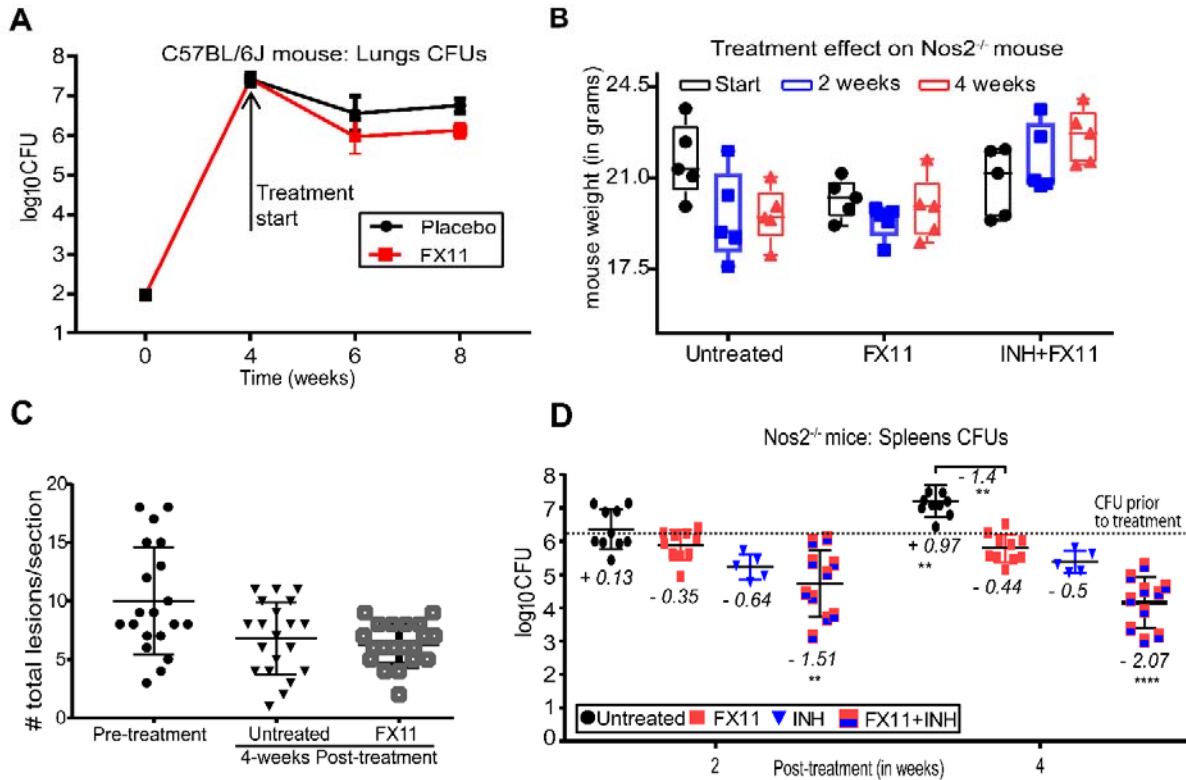 A
C57BL/6J mouse: Lungs CFUs
log10CFU
8
7
6
5
4
3
2
1
Treatment
start
Placebo
FX11
0
4
6
8
Time (weeks)
B
Treatment effect on Nos2-/- mouse
Start
2 weeks
4 weeks
mouse weight (in grams)
24.5
21.0
17.5
Untreated
FX11
INH+FX11
C
# total lesions/section
20
15
10
5
0
Pre-treatment
Untreated
FX11
4-weeks Post-treatment
D
Nos2-/- mice: Spleens CFUs
log10CFU
8
7
6
5
4
3
2
1
0
- 1.4
**
CFU prior
to treatment
+ 0.13
- 0.35
- 0.64
- 1.51
**
+ 0.97
**
- 0.44
- 0.5
- 2.07
****
Untreated
FX11
INH
FX11+INH
2
4
Post-treatment (in weeks)